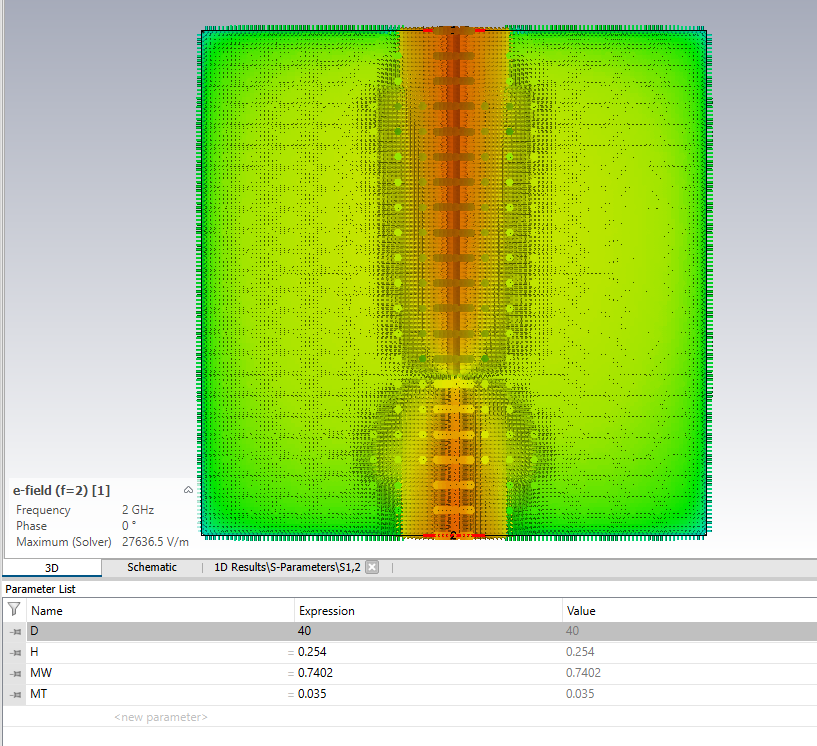 e-field (f=2) [1]
Frequency 2 GHz
Phase 0 °
Maximum (Solver) 27636.5 V/m
3D Schematic 1D Results\S-Parameters\S1,2
Parameter List
Name Expression Value
D 40 40
H = 0.254 0.254
MW = 0.7402 0.7402
MT = 0.035 0.035
<new parameter>